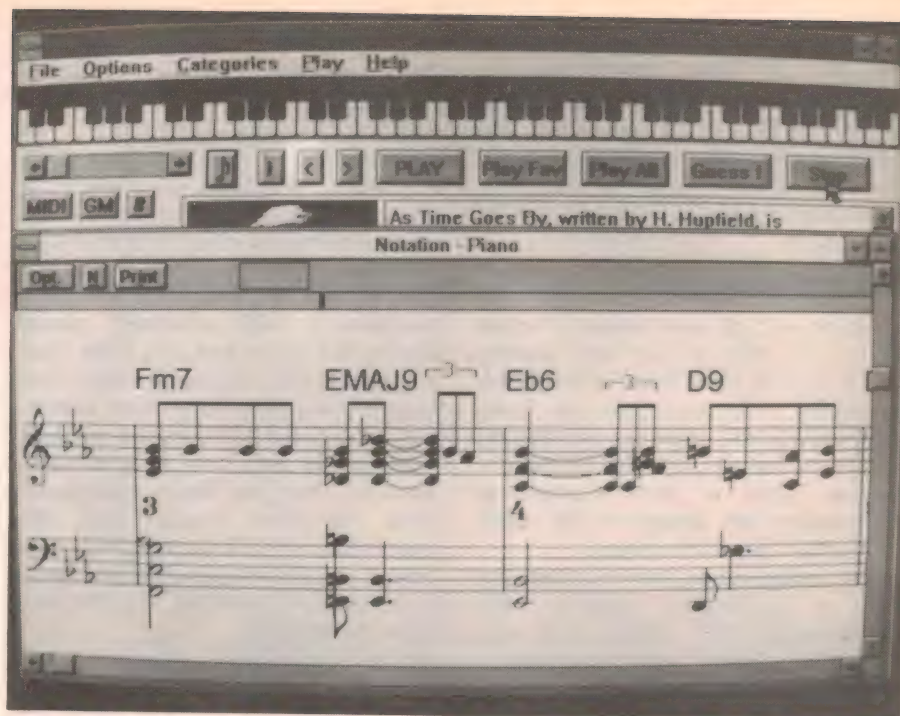 File Options Categories Play Help
< > PLAY Play Fav Play All Guess ! Stop
MIDI GM
As Time Goes By, written by H. Hupfield, is
Notation - Piano
Opt. N Print
Fm7 EMAJ9 3 Eb6 3 D9
3 4